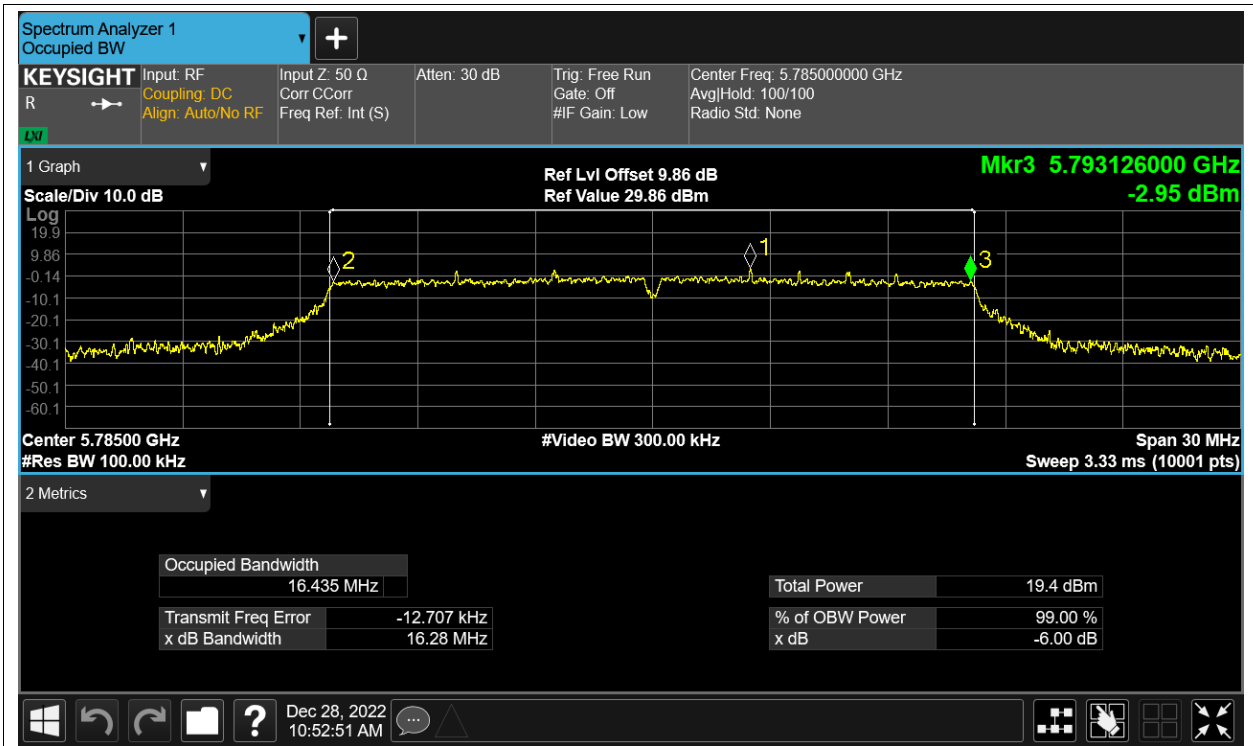 Spectrum Analyzer 1
Occupied BW
KEYSIGHT
R
LXI
Input: RF
Coupling: DC
Align: Auto/No RF
Input Z: 50 Ω
Corr CCorr
Freq Ref: Int (S)
Atten: 30 dB
Trig: Free Run
Gate: Off
#IF Gain: Low
Center Freq: 5.785000000 GHz
Avg|Hold: 100/100
Radio Std: None
1 Graph
Scale/Div 10.0 dB
Ref Lvl Offset 9.86 dB
Ref Value 29.86 dBm
Mkr3 5.793126000 GHz
-2.95 dBm
Log
19.9
9.86
-0.14
-10.1
-20.1
-30.1
-40.1
-50.1
-60.1
2
1
3
Center 5.78500 GHz
#Video BW 300.00 kHz
Span 30 MHz
#Res BW 100.00 kHz
Sweep 3.33 ms (10001 pts)
2 Metrics
Occupied Bandwidth
16.435 MHz
Transmit Freq Error -12.707 kHz
x dB Bandwidth 16.28 MHz
Total Power 19.4 dBm
% of OBW Power 99.00 %
x dB -6.00 dB
?
Dec 28, 2022
10:52:51 AM